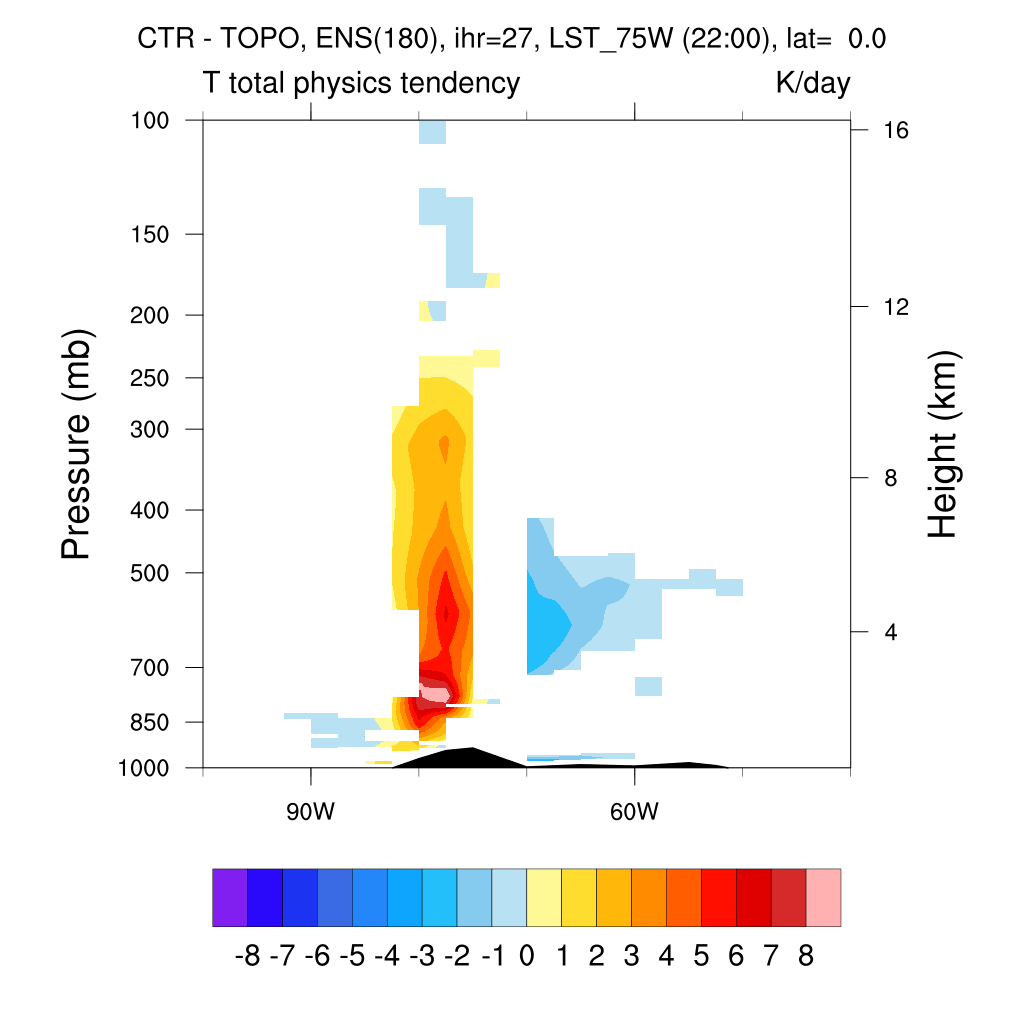 CTR - TOPO, ENS(180), ihr=27, LST_75W (22:00), lat= 0.0
T total physics tendency K/day
100
150
200
250
300
400
500
700
850
1000
Pressure (mb)
16
12
8
4
Height (km)
90W 60W
-8 -7 -6 -5 -4 -3 -2 -1 0 1 2 3 4 5 6 7 8